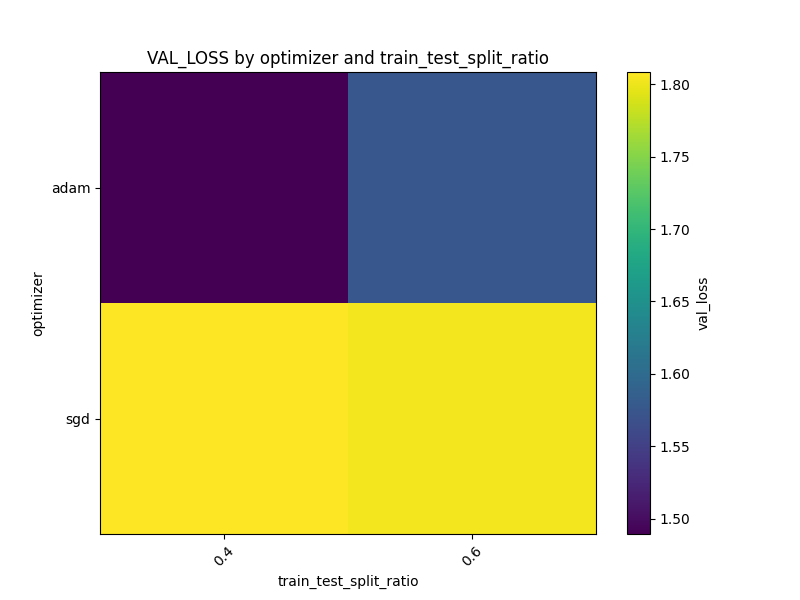 VAL_LOSS by optimizer and train_test_split_ratio
adam
sgd
optimizer
0.4
0.6
train_test_split_ratio
1.80
1.75
1.70
1.65
1.60
1.55
1.50
val_loss